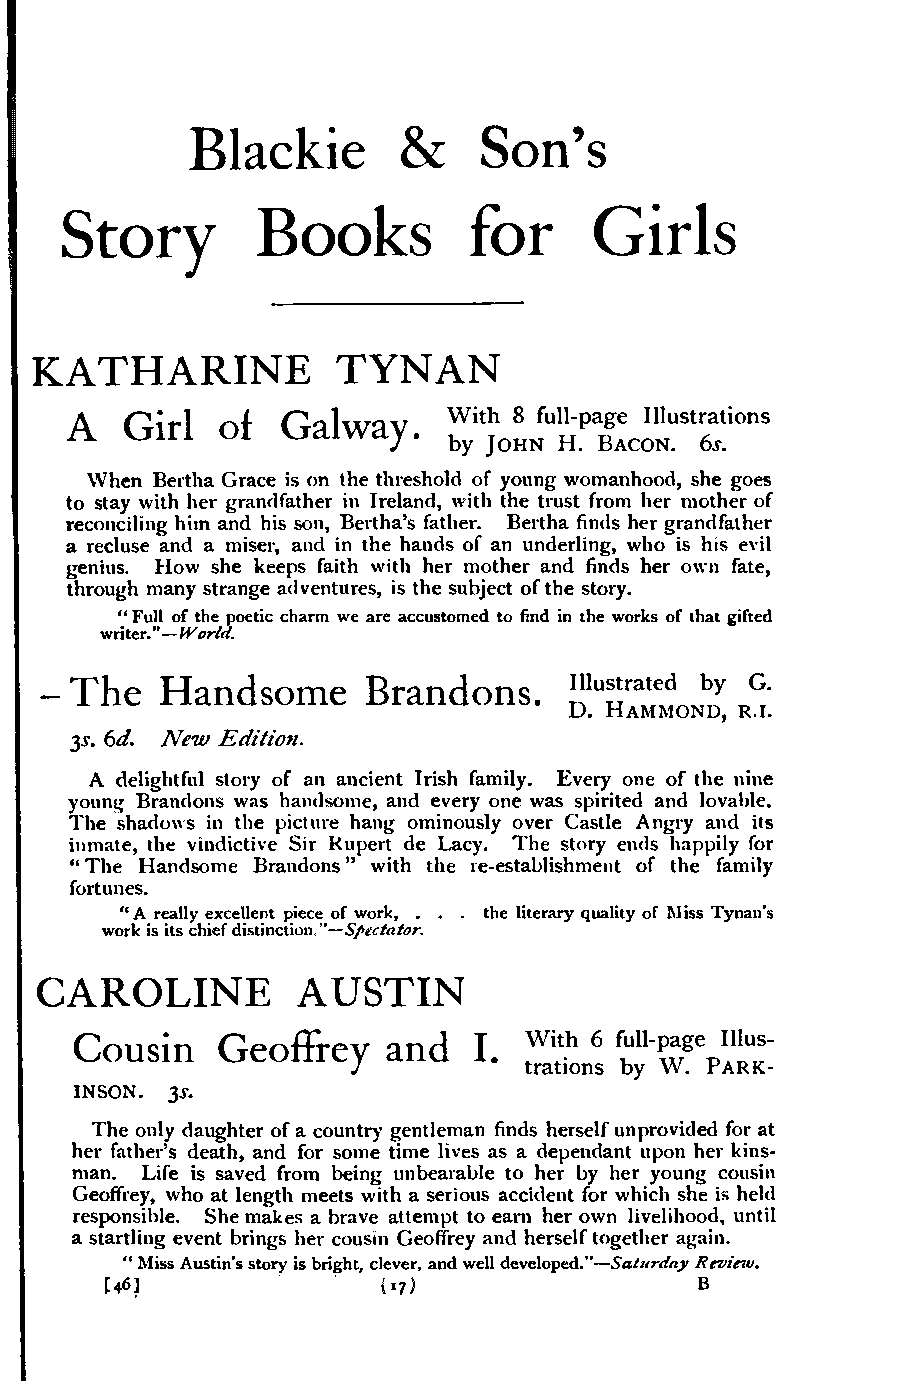 Blackie & Son's
Story Books for Girls
KATHARINE TYNAN
A Girl of Galway. With 8 full-page Illustrations
by JOHN H. BACON. 6s.
When Bertha Grace is on the threshold of young womanhood, she goes
to stay with her grandfather in Ireland, with the trust from her mother of
reconciling him and his son, Bertha's father. Bertha finds her grandfather
a recluse and a miser, and in the hands of an underling, who is his evil
genius. How she keeps faith with her mother and finds her own fate,
through many strange adventures, is the subject of the story.
"Full of the poetic charm we are accustomed to find in the works of that gifted
writer."—World.
– The Handsome Brandons. Illustrated by G.
D. HAMMOND, R.I.
3s. 6d. New Edition.
A delightful story of an ancient Irish family. Every one of the nine
young Brandons was handsome, and every one was spirited and lovable.
The shadows in the picture hang ominously over Castle Angry and its
inmate, the vindictive Sir Rupert de Lacy. The story ends happily for
"The Handsome Brandons" with the re-establishment of the family
fortunes.
"A really excellent piece of work, . . . the literary quality of Miss Tynan's
work is its chief distinction."—Spectator.
CAROLINE AUSTIN
Cousin Geoffrey and I. With 6 full-page Illus-
trations by W. PARK-
INSON. 3s.
The only daughter of a country gentleman finds herself unprovided for at
her father's death, and for some time lives as a dependant upon her kins-
man. Life is saved from being unbearable to her by her young cousin
Geoffrey, who at length meets with a serious accident for which she is held
responsible. She makes a brave attempt to earn her own livelihood, until
a startling event brings her cousin Geoffrey and herself together again.
"Miss Austin's story is bright, clever, and well developed."—Saturday Review.
[46] (17) B